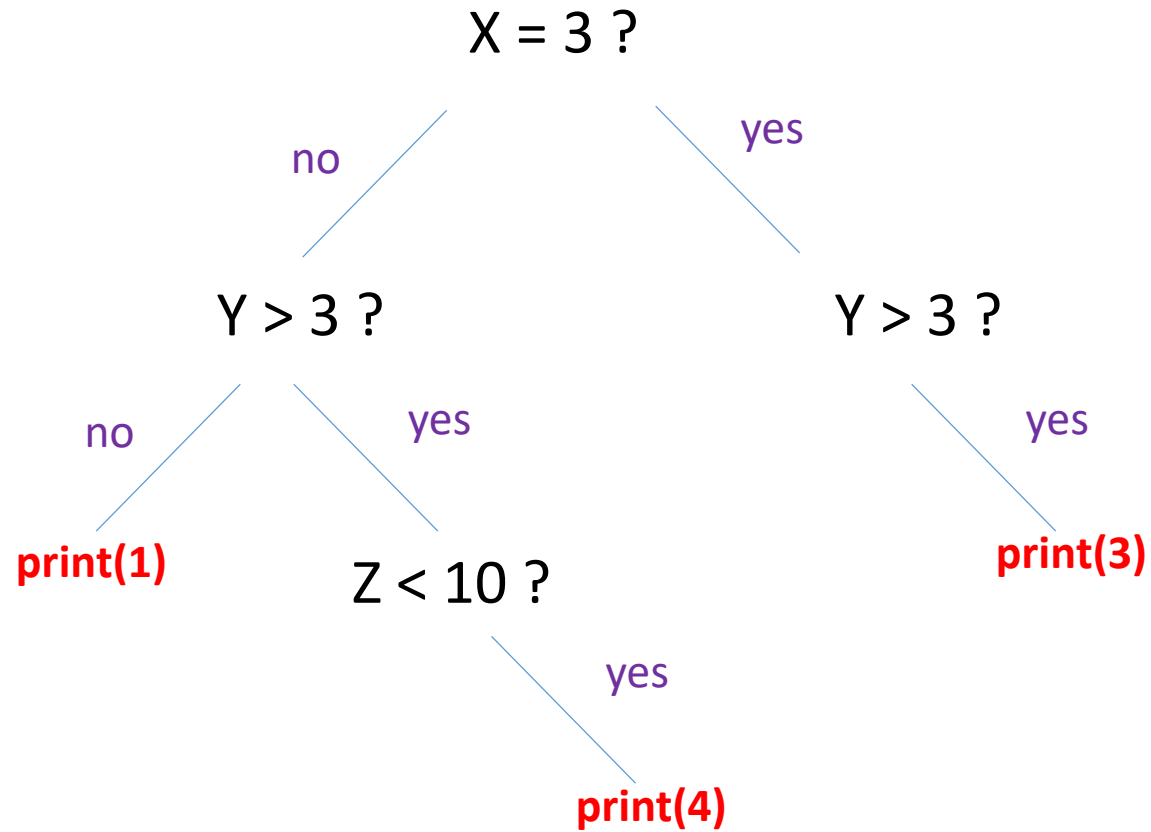 X = 3 ?
no
yes
Y > 3 ?
Y > 3 ?
no
yes
yes
print(1)
Z < 10 ?
print(3)
yes
print(4)